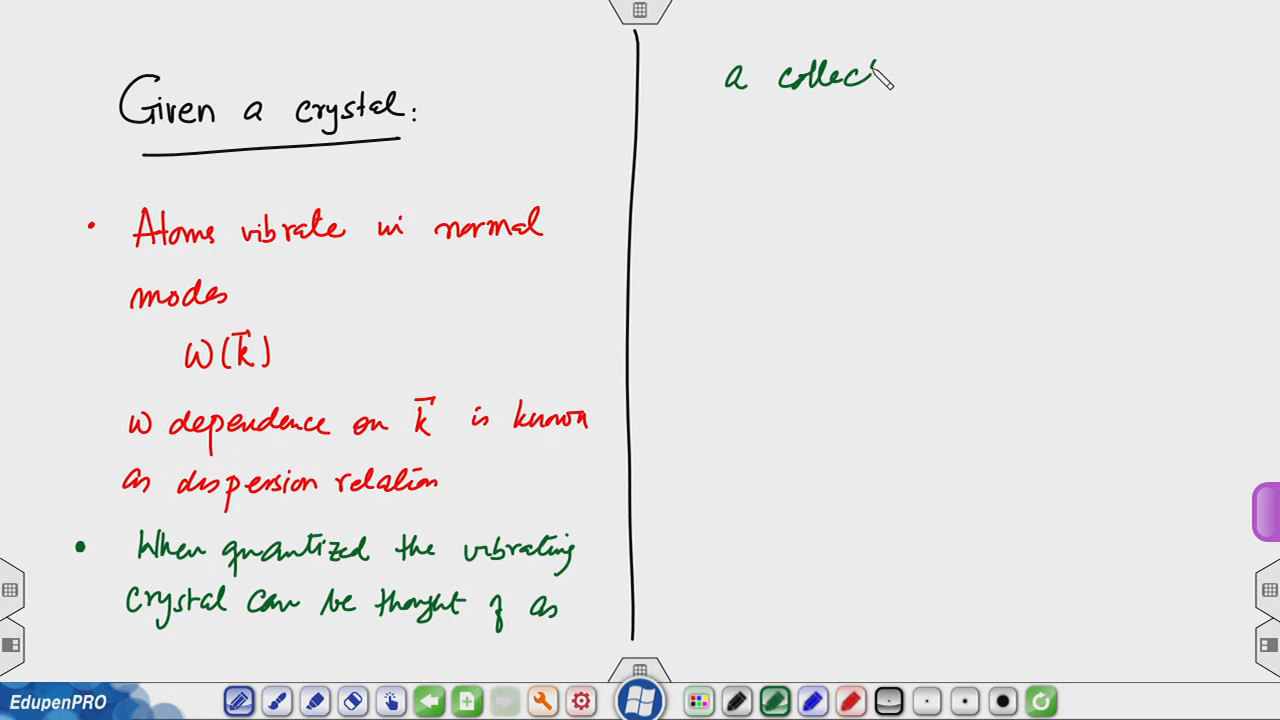 Given a crystal:
• Atoms vibrate in normal
modes
ω(k⃗)
ω dependence on k⃗ is known
as dispersion relation
• When quantized the vibrating
crystal can be thought of as
a collect
EdupenPRO